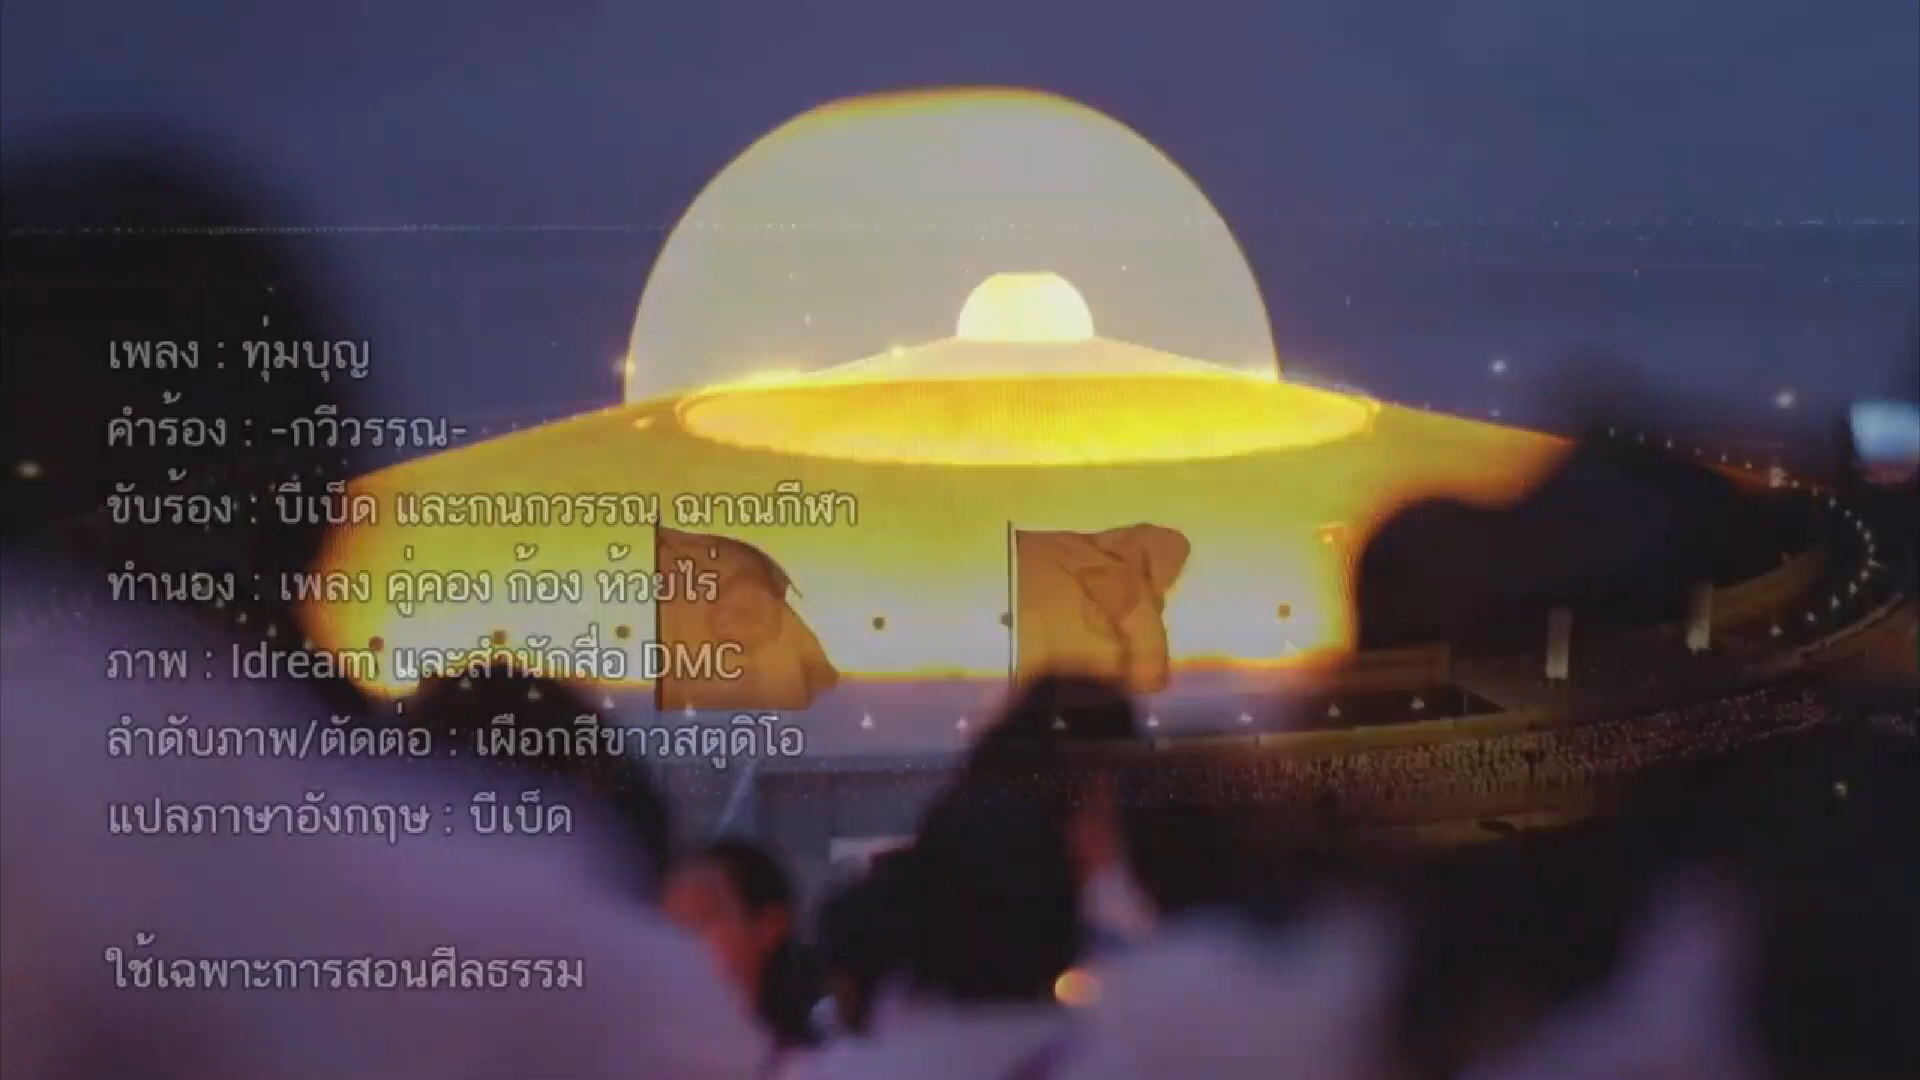 เพลง : ทุ่มบุญ
คำร้อง : -กวีวรรณ-
ขับร้อง : บีเบ็ด และกนกวรรณ ฌาณกีฬา
ทำนอง : เพลง คู่คอง ก้อง ห้วยไร่
ภาพ : Idream และสำนักสื่อ DMC
ลำดับภาพ/ตัดต่อ : เผือกสีขาวสตูดิโอ
แปลภาษาอังกฤษ : บีเบ็ด
ใช้เฉพาะการสอนศีลธรรม